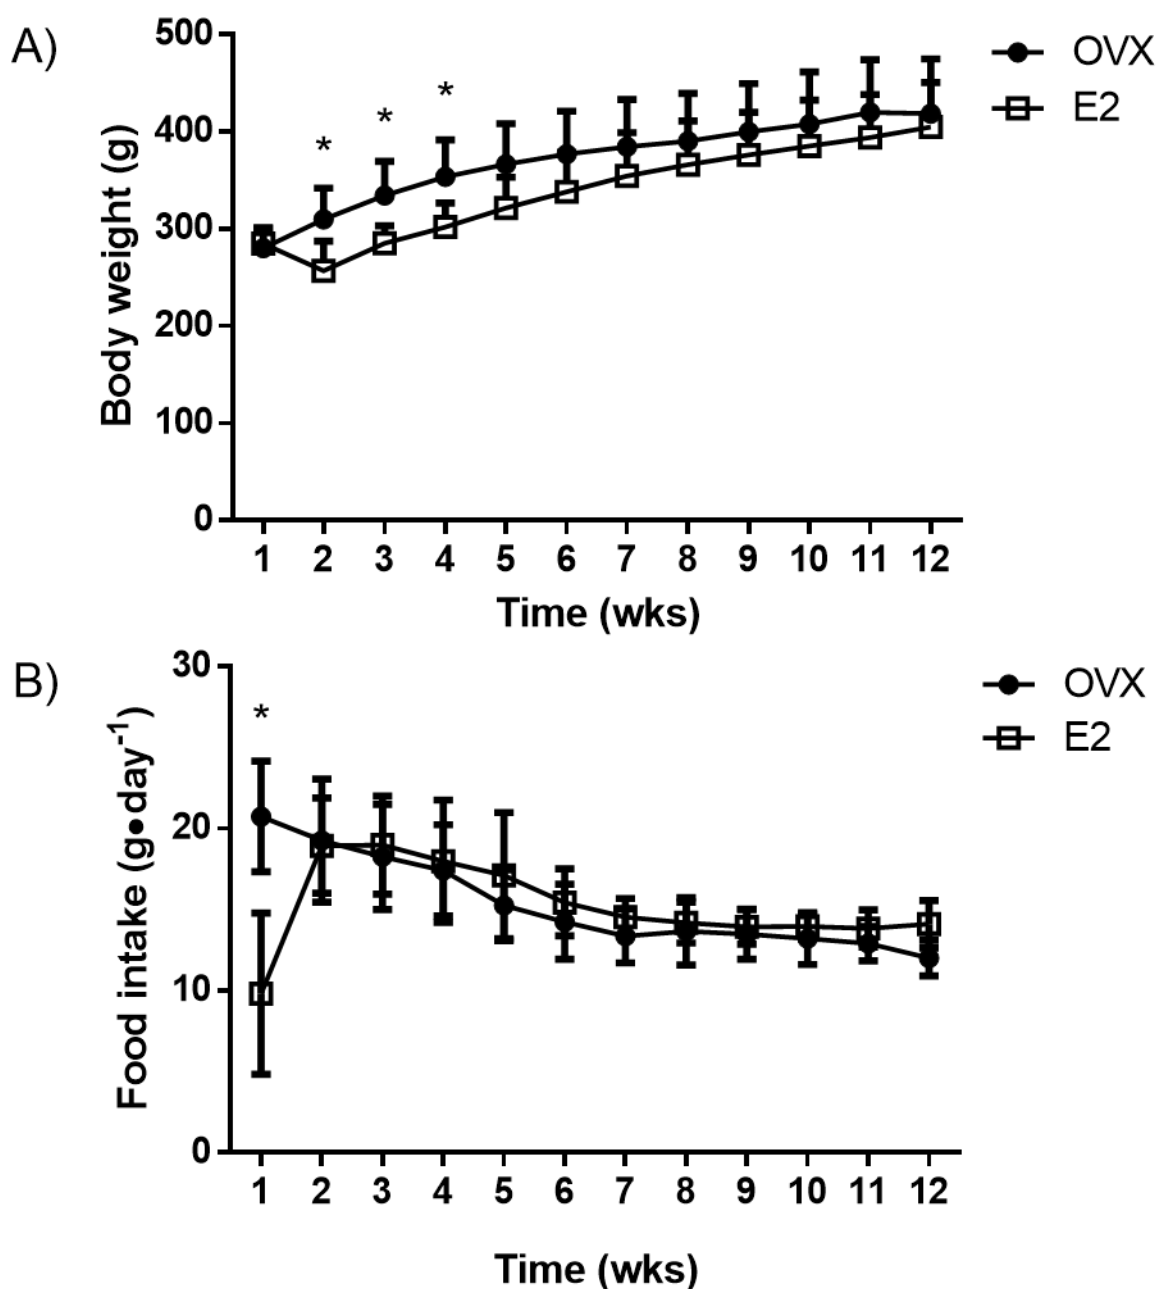 A)
Body weight (g)
500
400
300
200
100
0
* * *
OVX
E2
1 2 3 4 5 6 7 8 9 10 11 12
Time (wks)
B)
Food intake (g•day-1)
30
20
10
0
*
OVX
E2
1 2 3 4 5 6 7 8 9 10 11 12
Time (wks)